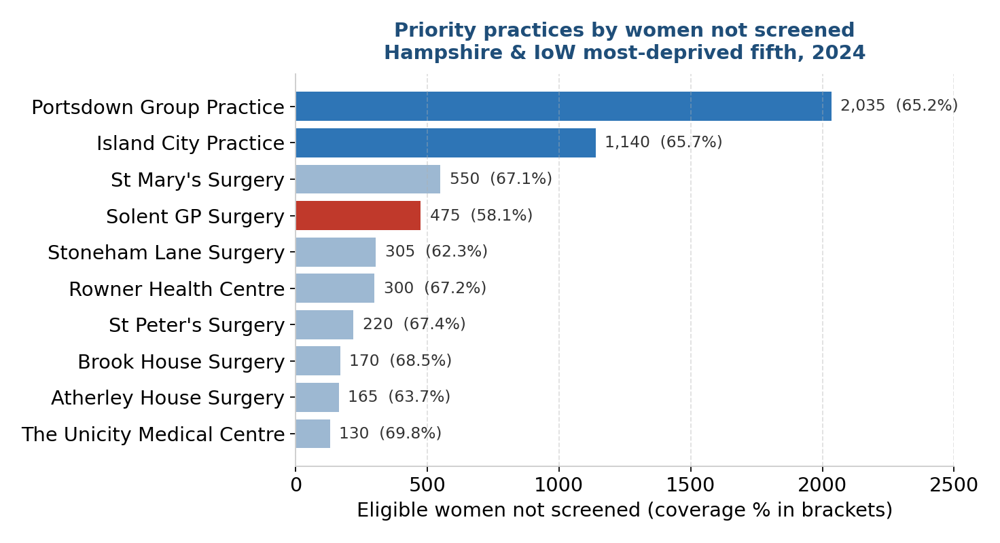 Priority practices by women not screened
Hampshire & IoW most-deprived fifth, 2024
Portsdown Group Practice 2,035 (65.2%)
Island City Practice 1,140 (65.7%)
St Mary's Surgery 550 (67.1%)
Solent GP Surgery 475 (58.1%)
Stoneham Lane Surgery 305 (62.3%)
Rowner Health Centre 300 (67.2%)
St Peter's Surgery 220 (67.4%)
Brook House Surgery 170 (68.5%)
Atherley House Surgery 165 (63.7%)
The Unicity Medical Centre 130 (69.8%)
0 500 1000 1500 2000 2500
Eligible women not screened (coverage % in brackets)